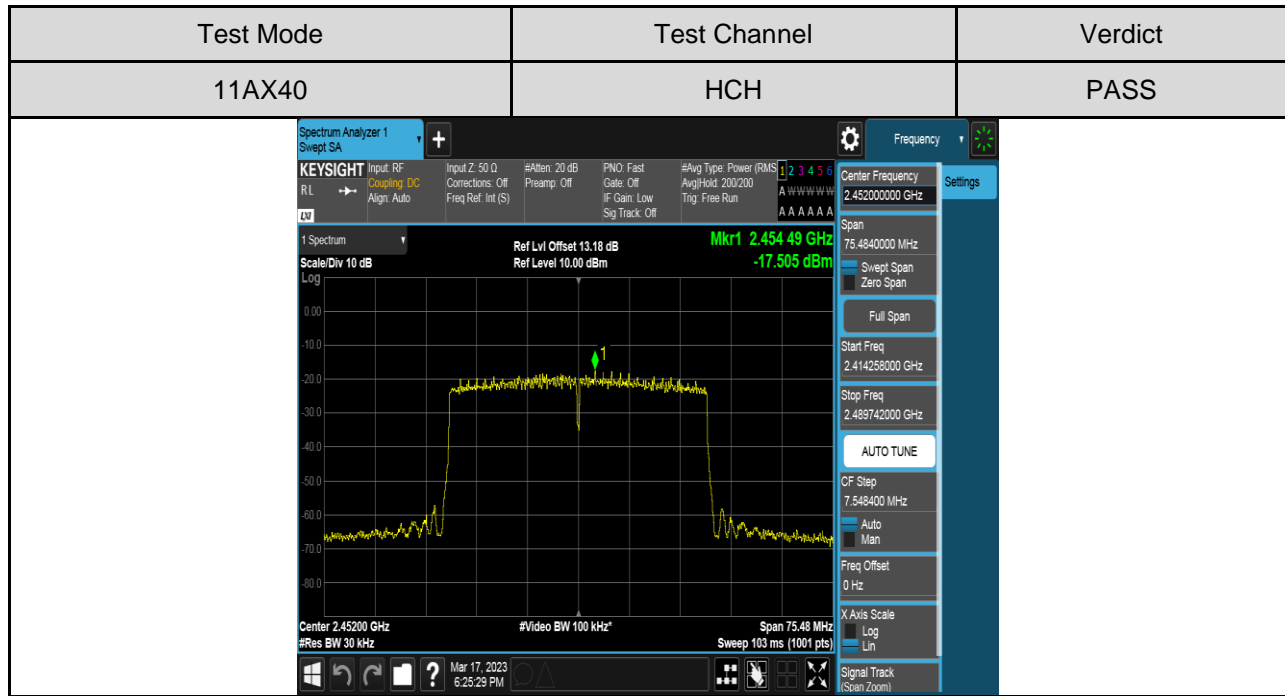 Test Mode
Test Channel
Verdict
11AX40
HCH
PASS
Spectrum Analyzer 1
Swept SA
+
Frequency
KEYSIGHT
RL
LXI
Input: RF
Coupling: DC
Align: Auto
Input Z: 50 Ω
Corrections: Off
Freq Ref: Int (S)
#Atten: 20 dB
Preamp: Off
PNO: Fast
Gate: Off
IF Gain: Low
Sig Track: Off
#Avg Type: Power (RMS
Avg|Hold: 200/200
Trig: Free Run
1 2 3 4 5 6
A W W W W W
A A A A A A
1 Spectrum
Scale/Div 10 dB
Ref Lvl Offset 13.18 dB
Ref Level 10.00 dBm
Mkr1 2.454 49 GHz
-17.505 dBm
Log
0.00
-10.0
-20.0
-30.0
-40.0
-50.0
-60.0
-70.0
-80.0
1
Center 2.45200 GHz
#Res BW 30 kHz
#Video BW 100 kHz*
Span 75.48 MHz
Sweep 103 ms (1001 pts)
?
Mar 17, 2023
6:25:29 PM
Center Frequency
2.452000000 GHz
Settings
Span
75.4840000 MHz
Swept Span
Zero Span
Full Span
Start Freq
2.414258000 GHz
Stop Freq
2.489742000 GHz
AUTO TUNE
CF Step
7.548400 MHz
Auto
Man
Freq Offset
0 Hz
X Axis Scale
Log
Lin
Signal Track
(Span Zoom)